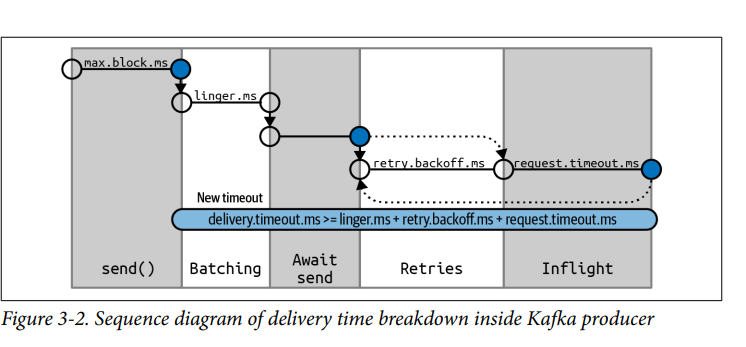 max.block.ms
linger.ms
retry.backoff.ms
request.timeout.ms
New timeout
delivery.timeout.ms >= linger.ms + retry.backoff.ms + request.timeout.ms
send()
Batching
Await
send
Retries
Inflight
Figure 3-2. Sequence diagram of delivery time breakdown inside Kafka producer